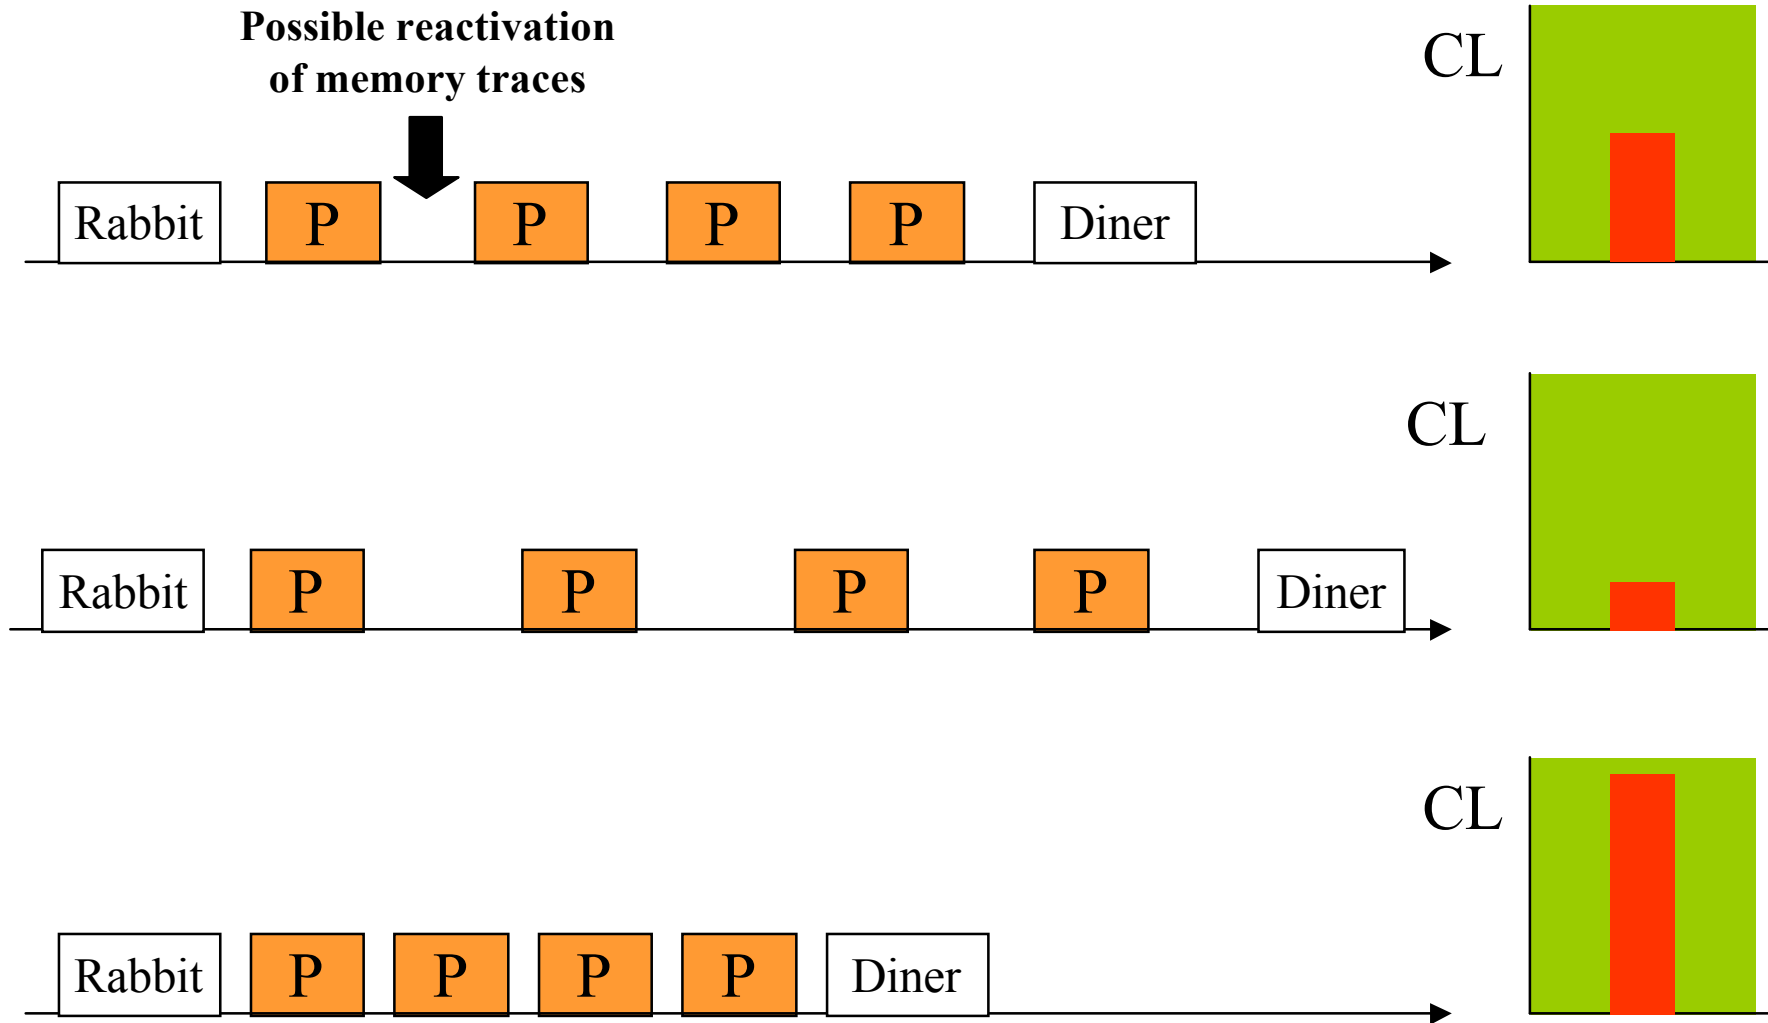 Possible reactivation
of memory traces
CL
Rabbit P P P P Diner
CL
Rabbit P P P P Diner
CL
Rabbit P P P P Diner